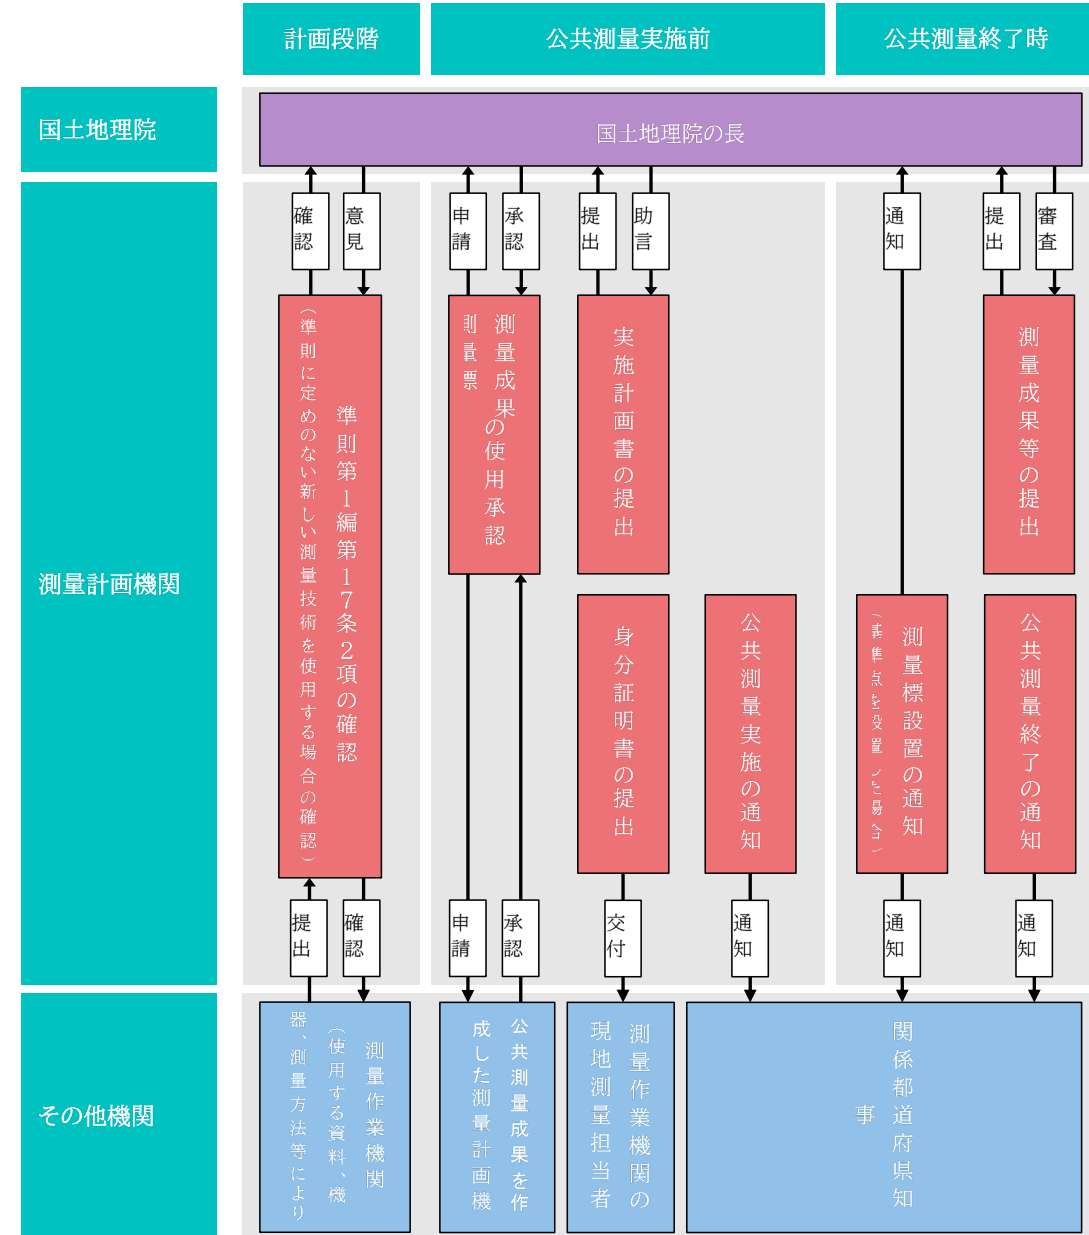 計画段階
公共測量実施前
公共測量終了時
国土地理院
国土地理院の長
確認
意見
申請
承認
提出
助言
通知
提出
審査
測量計画機関
準則第1編第17条2項の確認
（準則に定めのない新しい測量技術を使用する場合の確認）
測量成果
測量標
の使用承認
実施計画書の提出
測量成果等の提出
身分証明書の提出
公共測量実施の通知
測量標設置の通知
（基準点を設置した場合）
公共測量終了の通知
提出
確認
申請
承認
交付
通知
通知
通知
その他機関
測量作業機関
（使用する資料、機
器、測量方法等により
公共測量成果を作
成した測量計画機
測量作業機関の
現地測量担当者
関係都道府県知
事